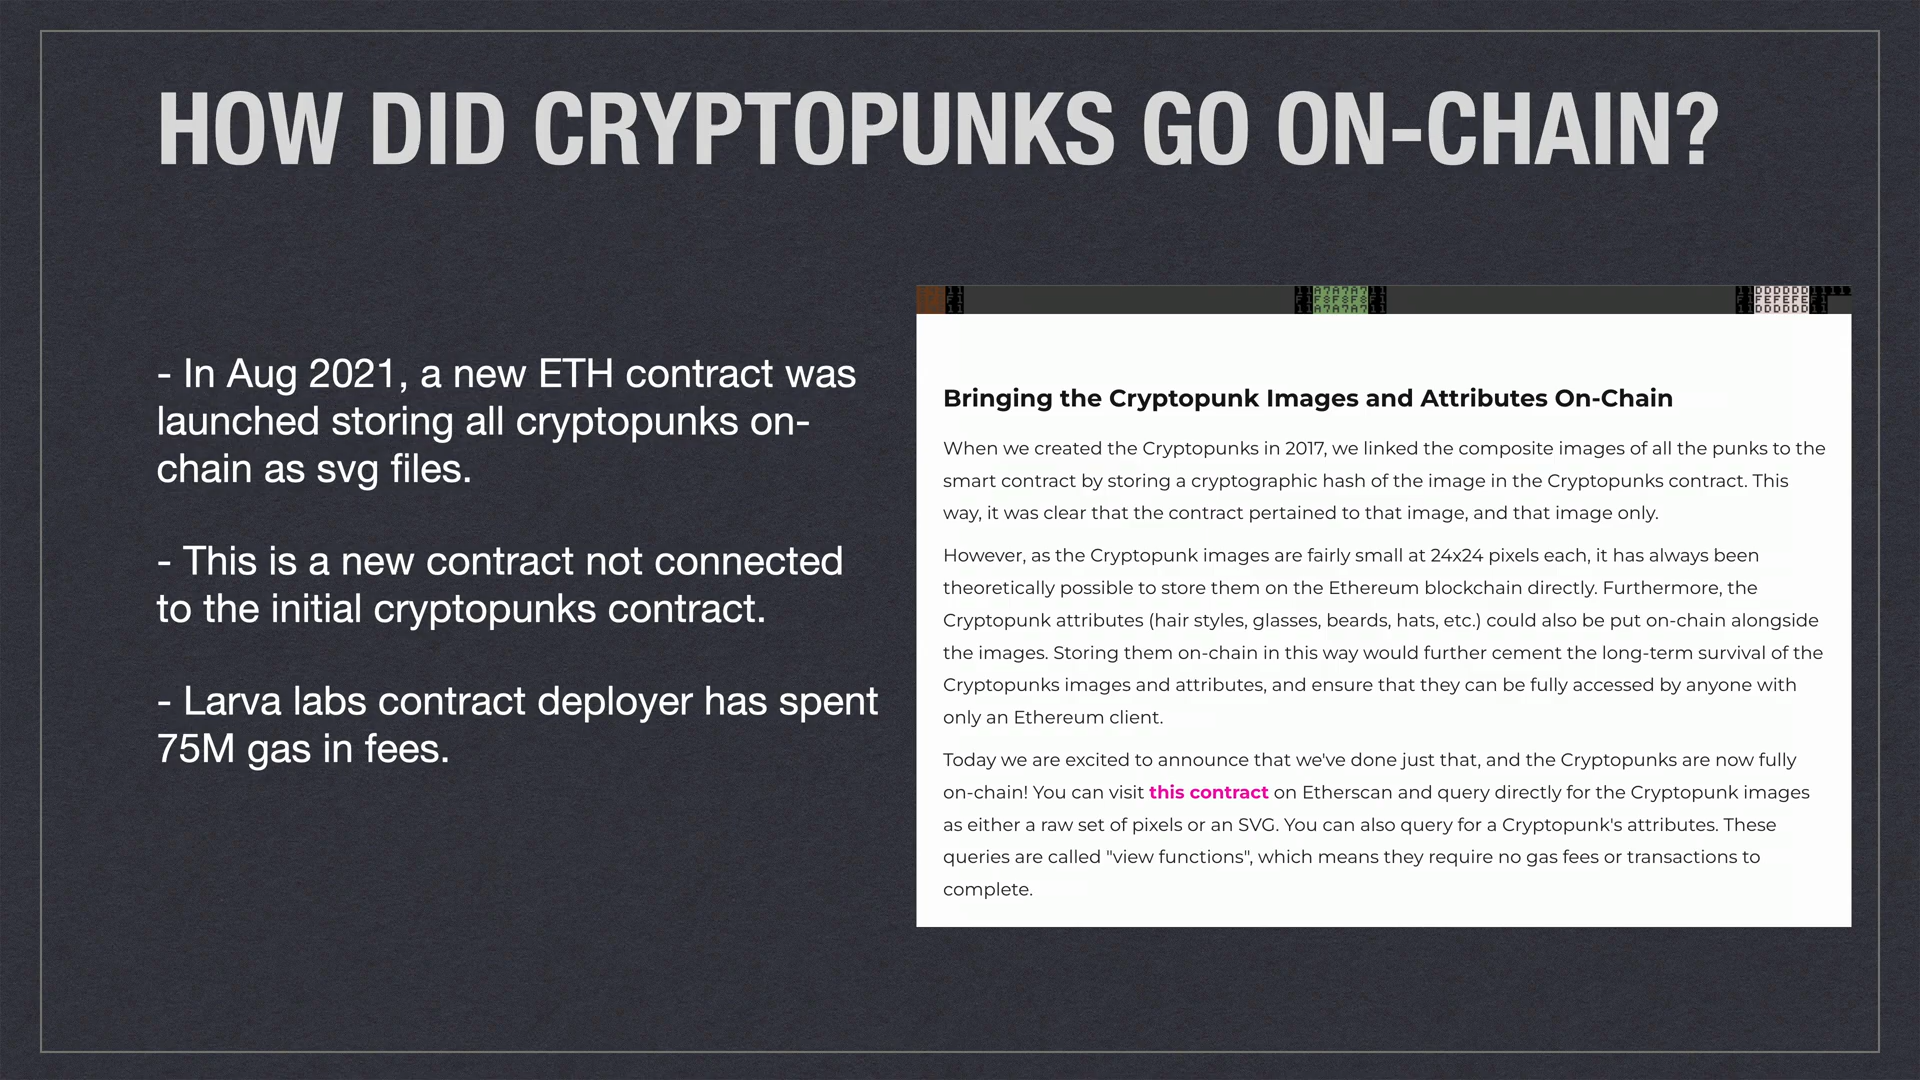 HOW DID CRYPTOPUNKS GO ON-CHAIN?
- In Aug 2021, a new ETH contract was
launched storing all cryptopunks on-
chain as svg files.
- This is a new contract not connected
to the initial cryptopunks contract.
- Larva labs contract deployer has spent
75M gas in fees.
Bringing the Cryptopunk Images and Attributes On-Chain
When we created the Cryptopunks in 2017, we linked the composite images of all the punks to the
smart contract by storing a cryptographic hash of the image in the Cryptopunks contract. This
way, it was clear that the contract pertained to that image, and that image only.
However, as the Cryptopunk images are fairly small at 24x24 pixels each, it has always been
theoretically possible to store them on the Ethereum blockchain directly. Furthermore, the
Cryptopunk attributes (hair styles, glasses, beards, hats, etc.) could also be put on-chain alongside
the images. Storing them on-chain in this way would further cement the long-term survival of the
Cryptopunks images and attributes, and ensure that they can be fully accessed by anyone with
only an Ethereum client.
Today we are excited to announce that we've done just that, and the Cryptopunks are now fully
on-chain! You can visit this contract on Etherscan and query directly for the Cryptopunk images
as either a raw set of pixels or an SVG. You can also query for a Cryptopunk's attributes. These
queries are called "view functions", which means they require no gas fees or transactions to
complete.